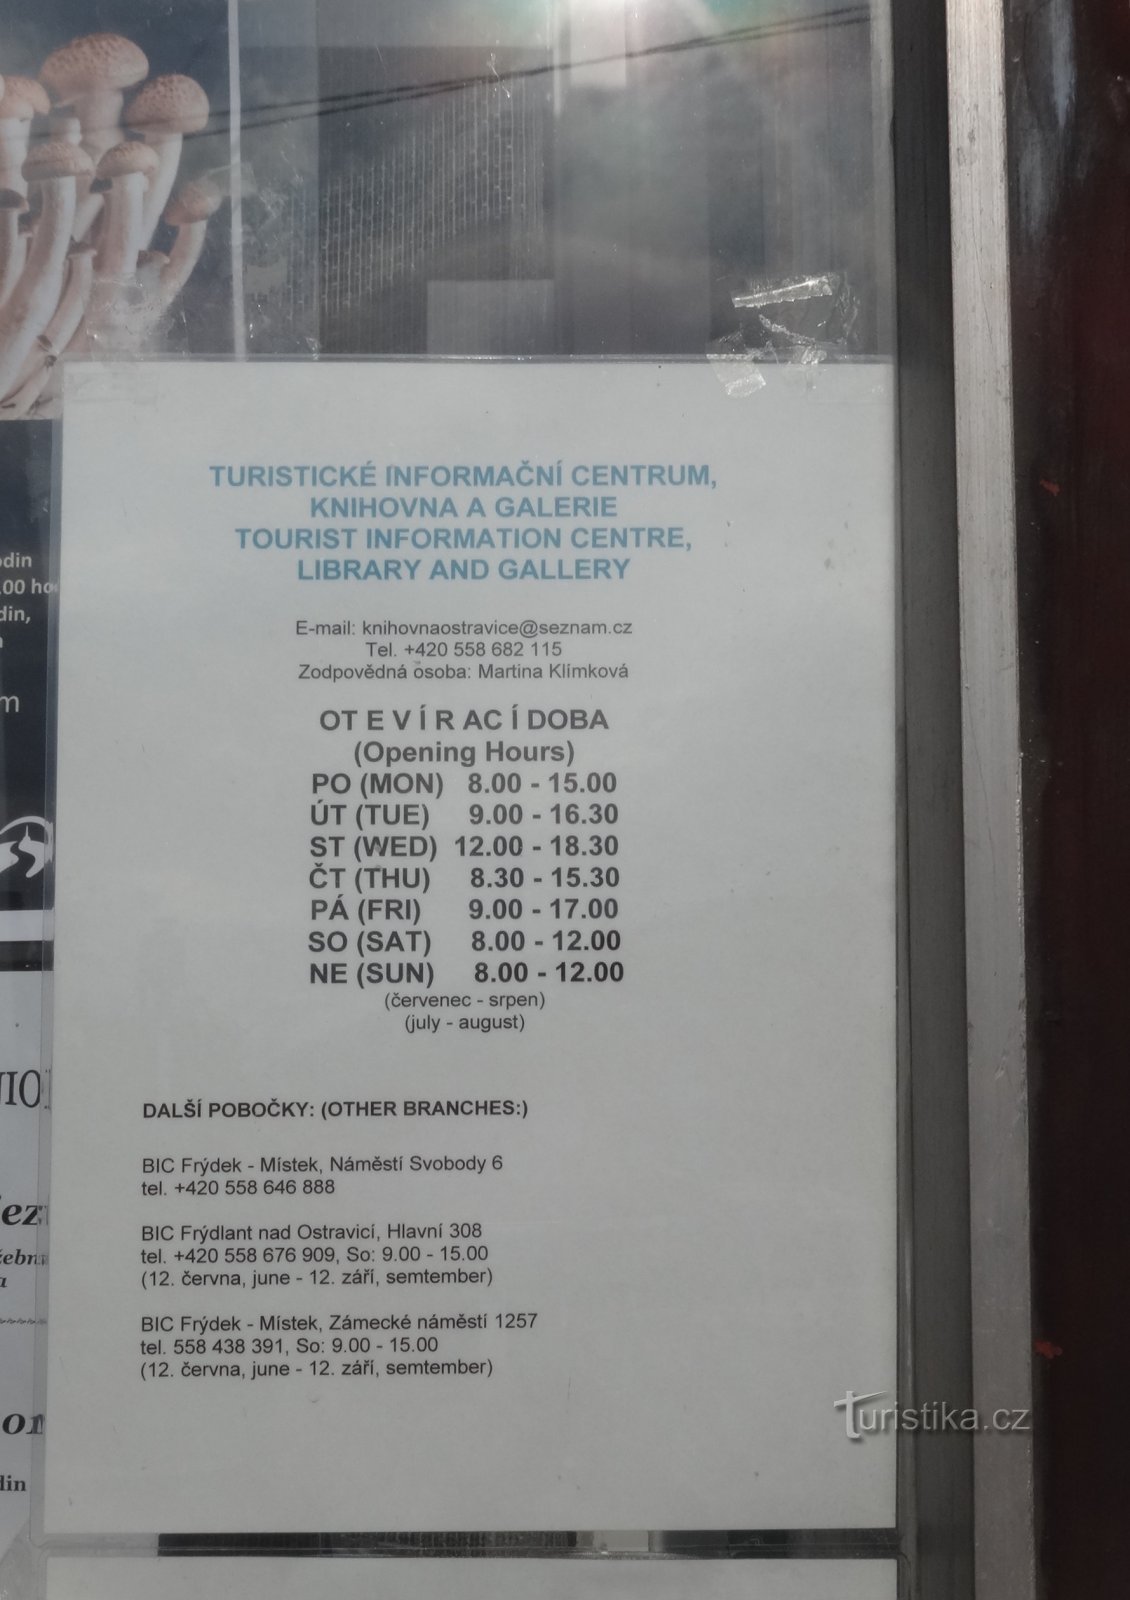 TURISTICKÉ INFORMAČNÍ CENTRUM,
KNIHOVNA A GALERIE
TOURIST INFORMATION CENTRE,
LIBRARY AND GALLERY
E-mail: knihovnaostravice@seznam.cz
Tel. +420 558 682 115
Zodpovědná osoba: Martina Klímková
OT E V Í R AC Í DOBA
(Opening Hours)
PO (MON) 8.00 - 15.00
ÚT (TUE) 9.00 - 16.30
ST (WED) 12.00 - 18.30
ČT (THU) 8.30 - 15.30
PÁ (FRI) 9.00 - 17.00
SO (SAT) 8.00 - 12.00
NE (SUN) 8.00 - 12.00
(červenec - srpen)
(july - august)
DALŠÍ POBOČKY: (OTHER BRANCHES:)
BIC Frýdek - Místek, Náměstí Svobody 6
tel. +420 558 646 888
BIC Frýdlant nad Ostravicí, Hlavní 308
tel. +420 558 676 909, So: 9.00 - 15.00
(12. června, june - 12. září, semtember)
BIC Frýdek - Místek, Zámecké náměstí 1257
tel. 558 438 391, So: 9.00 - 15.00
(12. června, june - 12. září, semtember)
Turistika.cz